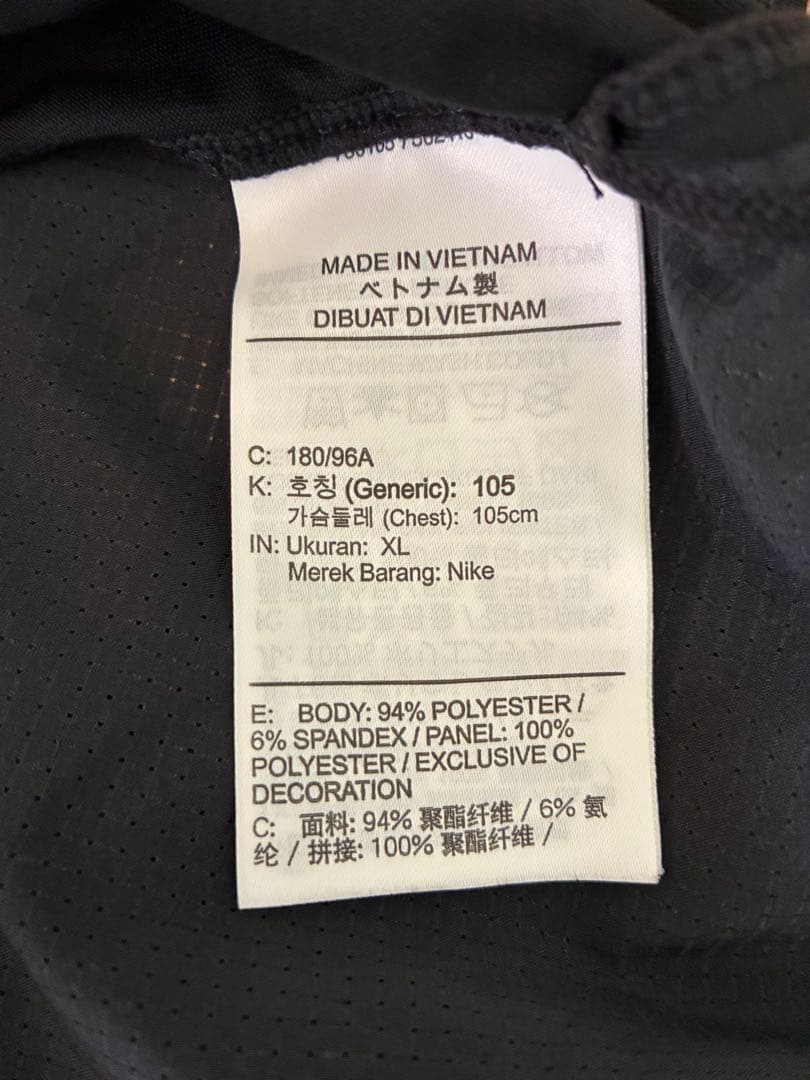 MADE IN VIETNAM
ベトナム製
DIBUAT DI VIETNAM
C: 180/96A
K: 호칭 (Generic): 105
가슴둘레 (Chest): 105cm
IN: Ukuran: XL
Merek Barang: Nike
E: BODY: 94% POLYESTER /
6% SPANDEX / PANEL: 100%
POLYESTER / EXCLUSIVE OF
DECORATION
C: 面料: 94% 聚酯纤维 / 6% 氨
纶 / 拼接: 100% 聚酯纤维 /